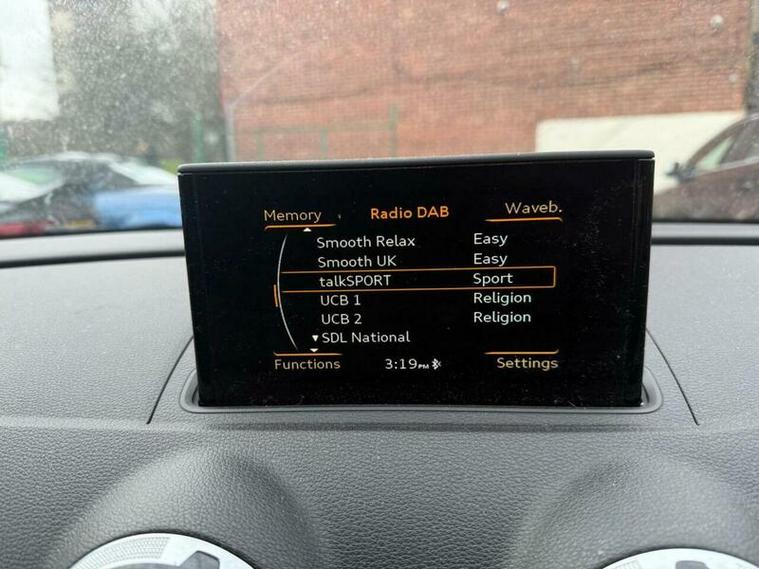 Memory Radio DAB Waveb.
Smooth Relax Easy
Smooth UK Easy
talkSPORT Sport
UCB 1 Religion
UCB 2 Religion
▼ SDL National
Functions 3:19PM Settings